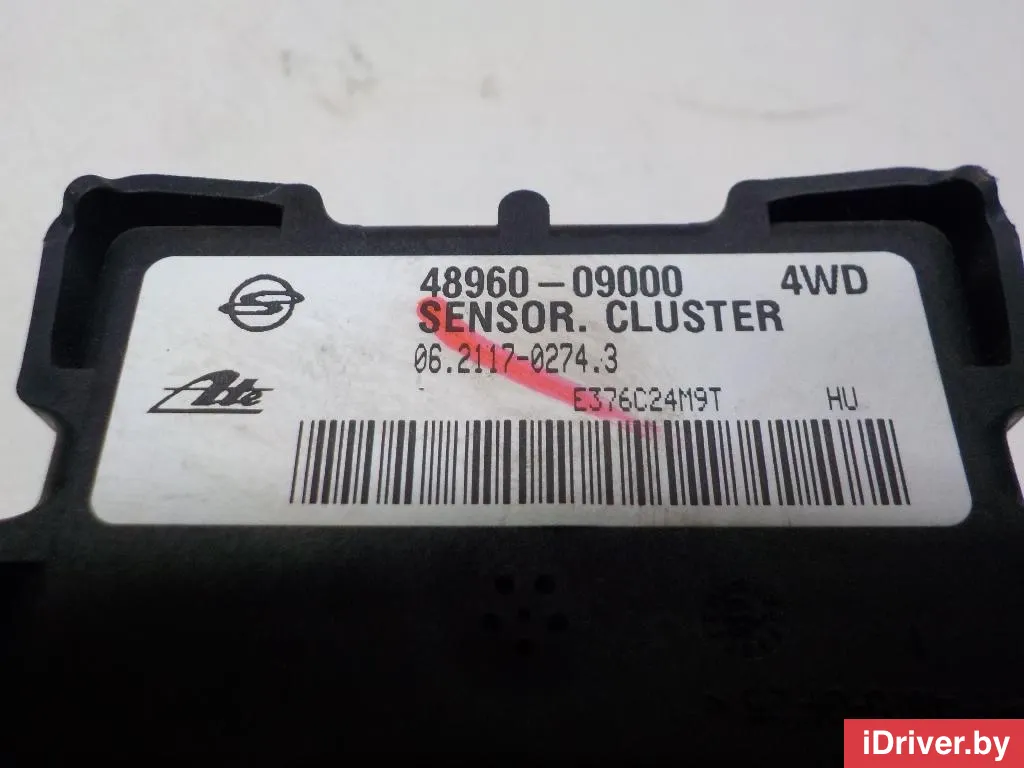 48960-09000 4WD
SENSOR. CLUSTER
06.2117-0274.3
E376C24M9T HU
Ate
iDriver.by